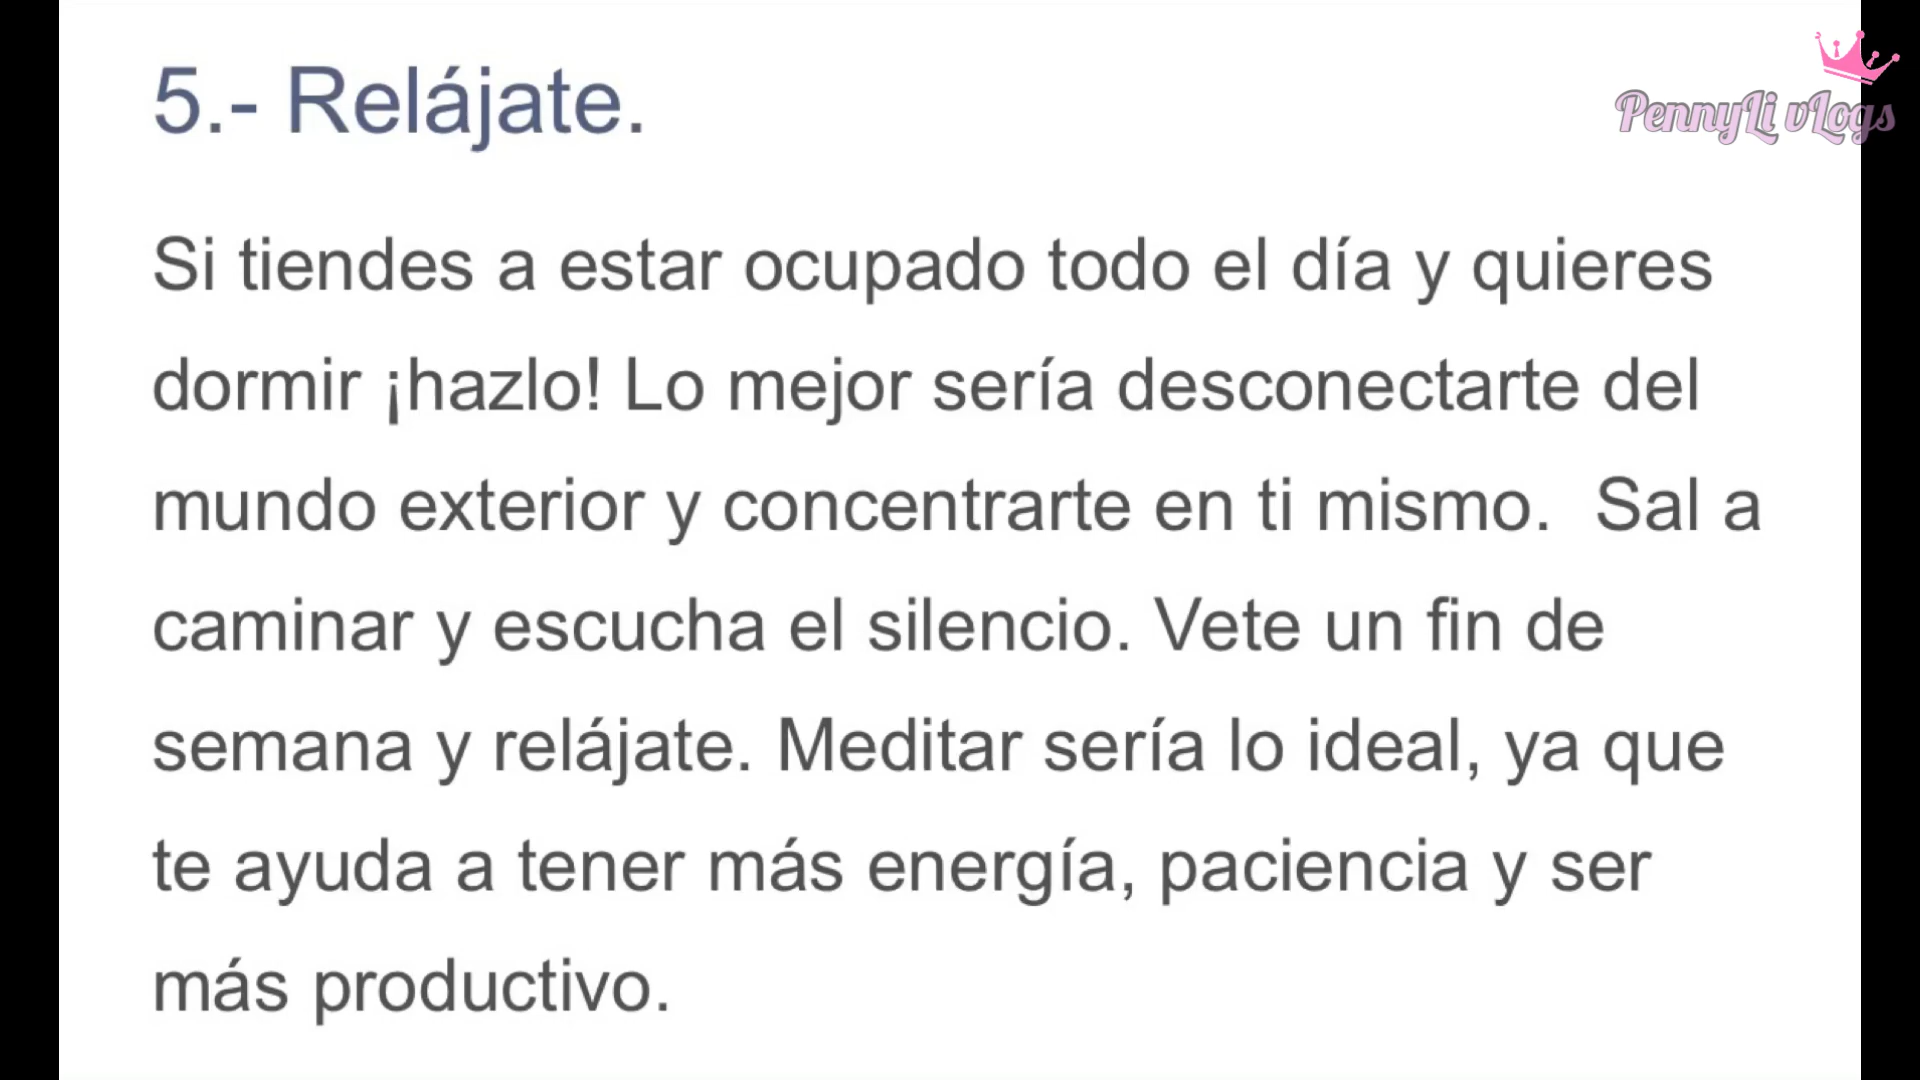 5.- Relájate.
PennyLi vLogs
Si tiendes a estar ocupado todo el día y quieres
dormir ¡hazlo! Lo mejor sería desconectarte del
mundo exterior y concentrarte en ti mismo.  Sal a
caminar y escucha el silencio. Vete un fin de
semana y relájate. Meditar sería lo ideal, ya que
te ayuda a tener más energía, paciencia y ser
más productivo.